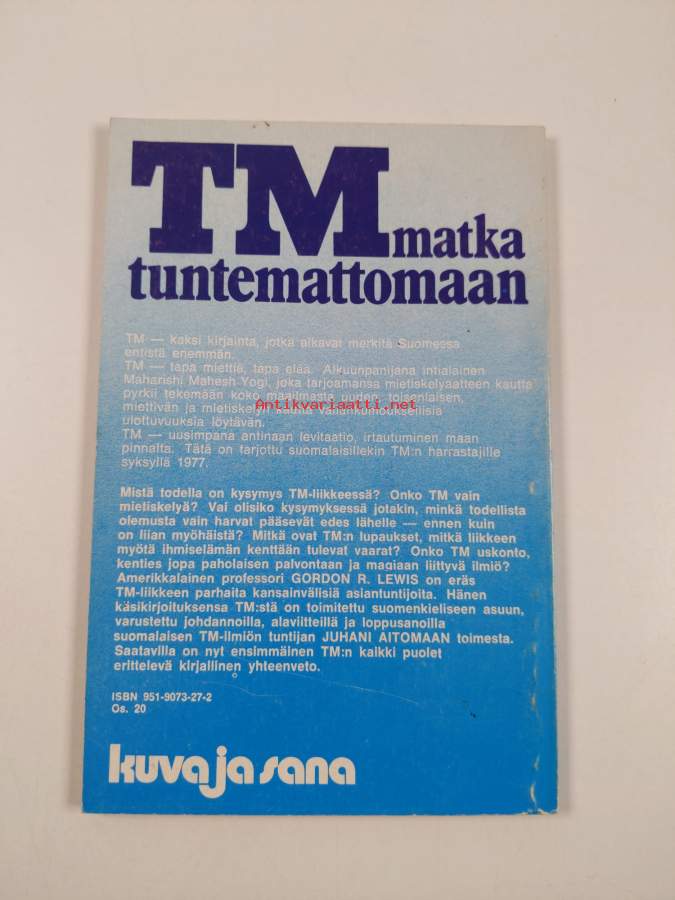 TM matka
tuntemattomaan
TM — kaksi kirjainta, jotka alkavat merkitä Suomessa
entistä enemmän.
TM — tapa miettiä, tapa elää. Alkuunpanijana intialainen
Maharishi Mahesh Yogi, joka tarjoamansa mietiskelyaatteen kautta
pyrkii tekemään koko maailmasta uuden, toisenlaisen,
miettivän ja mietiskelyn kautta vallankumouksellisia
Antikvariaatti.net
ulottuvuuksia löytävän.
TM — uusimpana antinaan levitaatio, irtautuminen maan
pinnalta. Tätä on tarjottu suomalaisillekin TM:n harrastajille
syksyllä 1977.
Mistä todella on kysymys TM-liikkeessä? Onko TM vain
mietiskelyä? Vai olisiko kysymyksessä jotakin, minkä todellista
olemusta vain harvat pääsevät edes lähelle — ennen kuin
on liian myöhäistä? Mitkä ovat TM:n lupaukset, mitkä liikkeen
myötä ihmiselämän kenttään tulevat vaarat? Onko TM uskonto,
kenties jopa paholaisen palvontaan ja magiaan liittyvä ilmiö?
Amerikkalainen professori GORDON R. LEWIS on eräs
TM-liikkeen parhaita kansainvälisiä asiantuntijoita. Hänen
käsikirjoituksensa TM:stä on toimitettu suomenkieliseen asuun,
varustettu johdannoilla, alaviitteillä ja loppusanoilla
suomalaisen TM-ilmiön tuntijan JUHANI AITOMAAN toimesta.
Saatavilla on nyt ensimmäinen TM:n kaikki puolet
erittelevä kirjallinen yhteenveto.
ISBN 951-9073-27-2
Os. 20
kuva ja sana